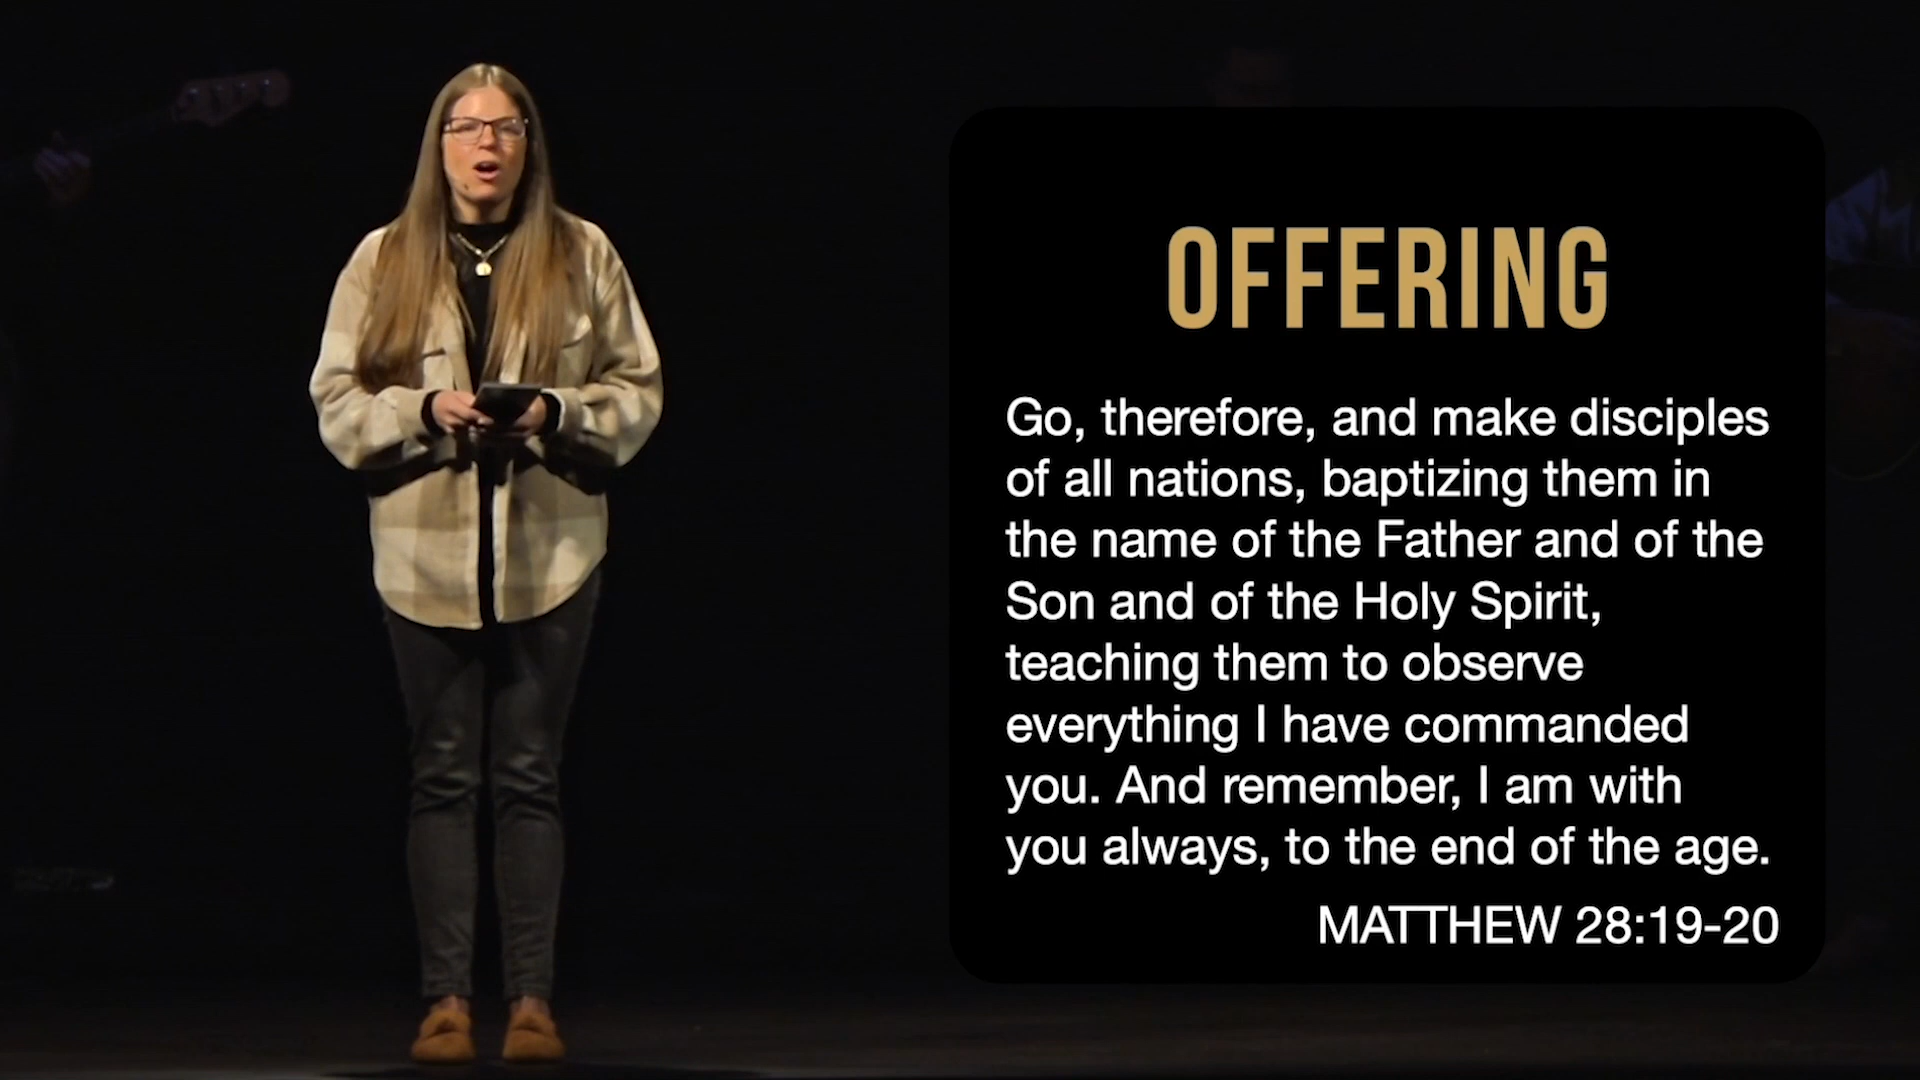 OFFERING
Go, therefore, and make disciples
of all nations, baptizing them in
the name of the Father and of the
Son and of the Holy Spirit,
teaching them to observe
everything I have commanded
you. And remember, I am with
you always, to the end of the age.
MATTHEW 28:19-20